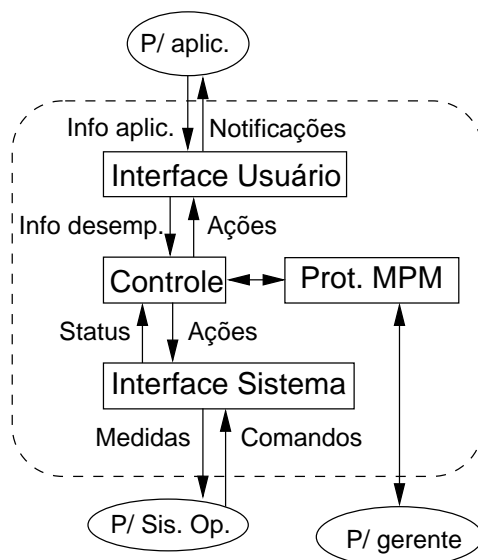 P/ aplic.
Info aplic. Notificações
Interface Usuário
Info desemp. Ações
Controle Prot. MPM
Status Ações
Interface Sistema
Medidas Comandos
P/ Sis. Op. P/ gerente